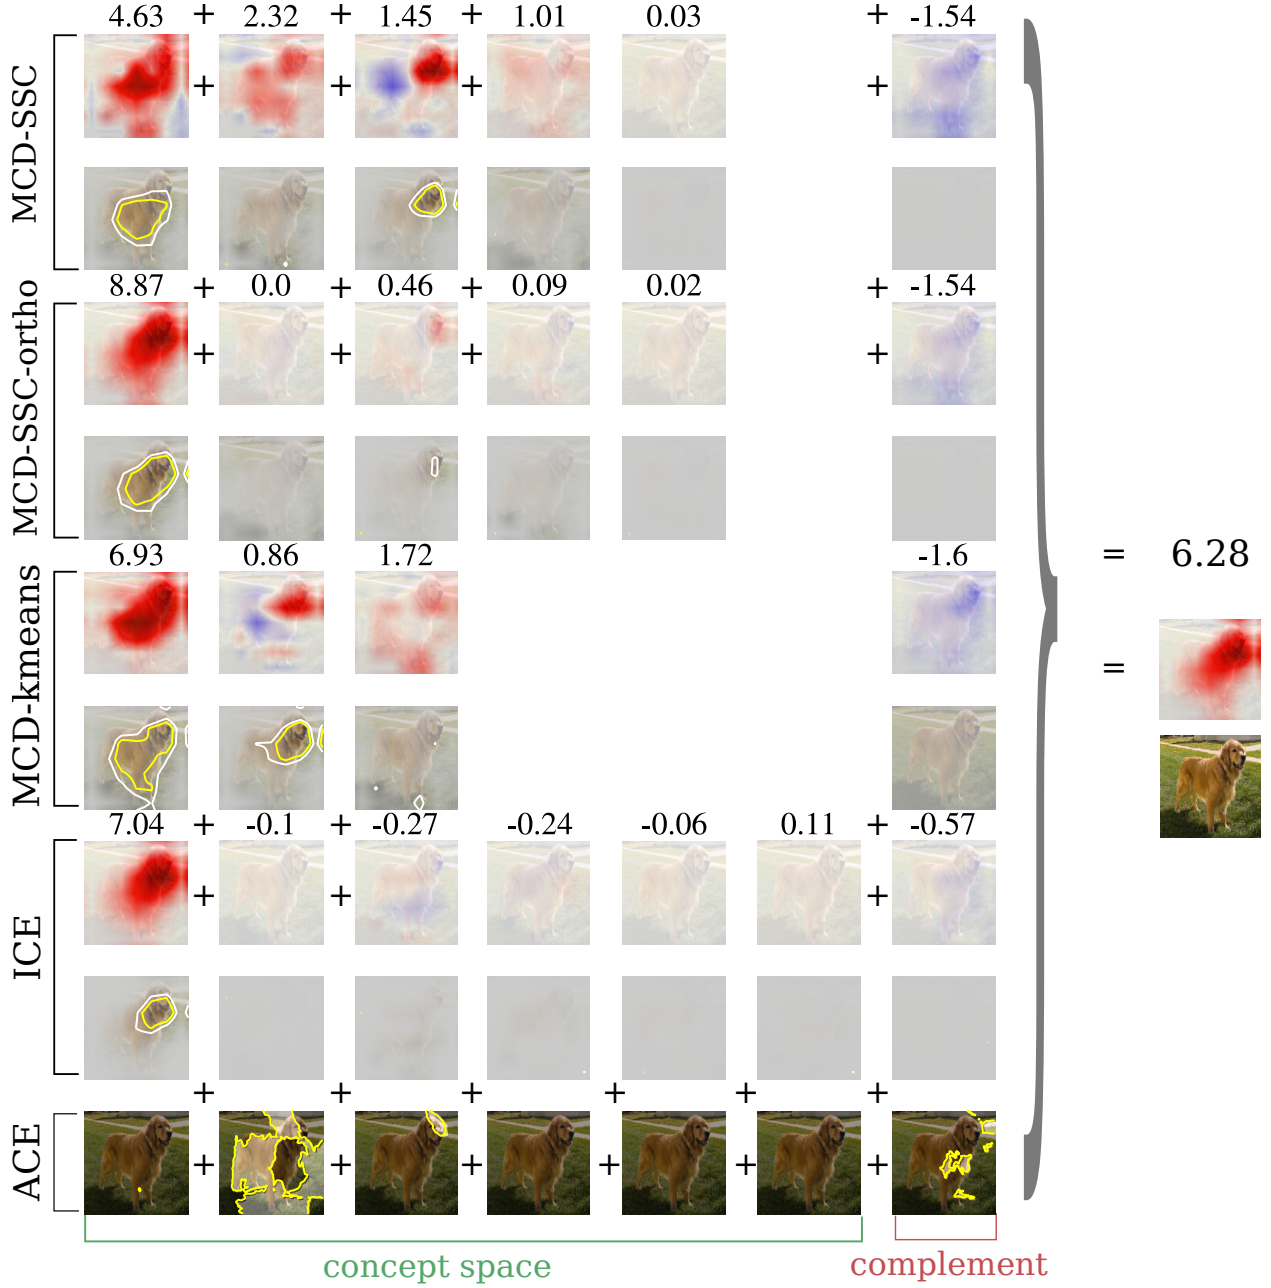 4.63 + 2.32 + 1.45 + 1.01 0.03 + -1.54
MCD-SSC
+ + + +
8.87 + 0.0 + 0.46 + 0.09 0.02 + -1.54
MCD-SSC-ortho
+ + + +
6.93 0.86 1.72 -1.6
= 6.28
MCD-kmeans
=
7.04 + -0.1 + -0.27 -0.24 -0.06 0.11 + -0.57
ICE
+ + +
+ + + + + +
ACE
+ + + + + +
concept space
complement